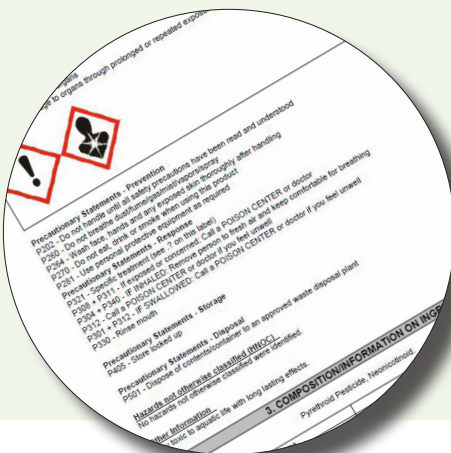 organs
ge to organs through prolonged or repeated
Precautionary Statements - Prevention
P202 - Do not handle until all safety precautions have been read and understood
P260 - Do not breathe dust/fume/gas/mist/vapors/spray
P264 - Wash face, hands and any exposed skin thoroughly after handling
P270 - Do not eat, drink or smoke when using this product
P281 - Use personal protective equipment as required
Precautionary Statements - Response
P321 - Specific treatment (see .? on this label)
P308 + P311 - If exposed or concerned: Call a POISON CENTER or doctor
P304 + P340 - IF INHALED: Remove person to fresh air and keep comfortable for breathing
P312 - Call a POISON CENTER or doctor if you feel unwell
P301 + P312 - IF SWALLOWED: Call a POISON CENTER or doctor if you feel unwell
P330 - Rinse mouth
Precautionary Statements - Storage
P405 - Store locked up
Precautionary Statements - Disposal
P501 - Dispose of contents/container to an approved waste disposal plant
Hazards not otherwise classified (HNOC)
No hazards not otherwise classified were identified.
ther Information
toxic to aquatic life with long lasting effects.
3. COMPOSITION/INFORMATION ON
Pyrethroid Pesticide, Neonicotinoid,